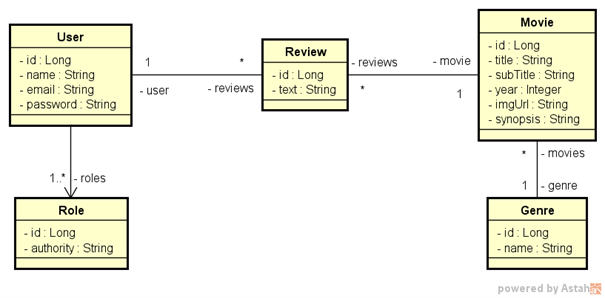 User
- id : Long
- name : String
- email : String
- password : String
1
- user
*
- reviews
Review
- id : Long
- text : String
- reviews
*
- movie
1
Movie
- id : Long
- title : String
- subTitle : String
- year : Integer
- imgUrl : String
- synopsis : String
1..*
- roles
Role
- id : Long
- authority : String
*
- movies
1
- genre
Genre
- id : Long
- name : String
powered by Astah